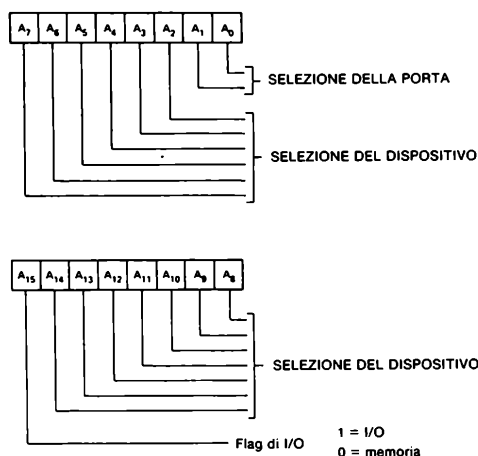 A₇ A₆ A₅ A₄ A₃ A₂ A₁ A₀
SELEZIONE DELLA PORTA
SELEZIONE DEL DISPOSITIVO
A₁₅ A₁₄ A₁₃ A₁₂ A₁₁ A₁₀ A₉ A₈
SELEZIONE DEL DISPOSITIVO
Flag di I/O 1 = I/O
0 = memoria